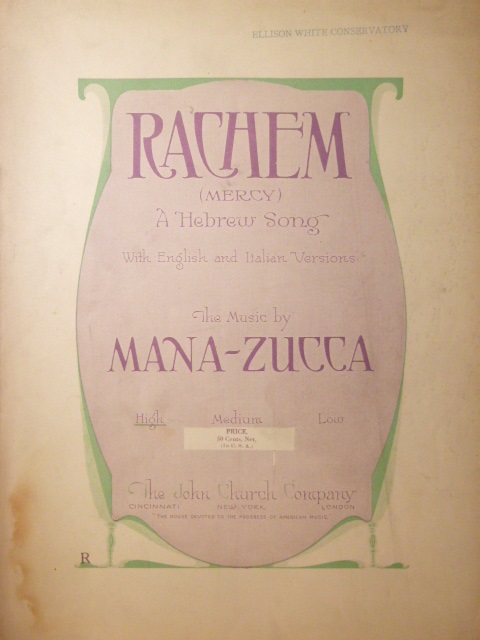 ELLISON WHITE CONSERVATORY
RACHEM
(MERCY)
A Hebrew Song
With English and Italian Versions
The Music by
MANA-ZUCCA
High Medium Low
PRICE,
50 Cents, Net,
(In U. S. A.)
The John Church Company
CINCINNATI NEW YORK LONDON
"THE HOUSE DEVOTED TO THE PROGRESS OF AMERICAN MUSIC"
R